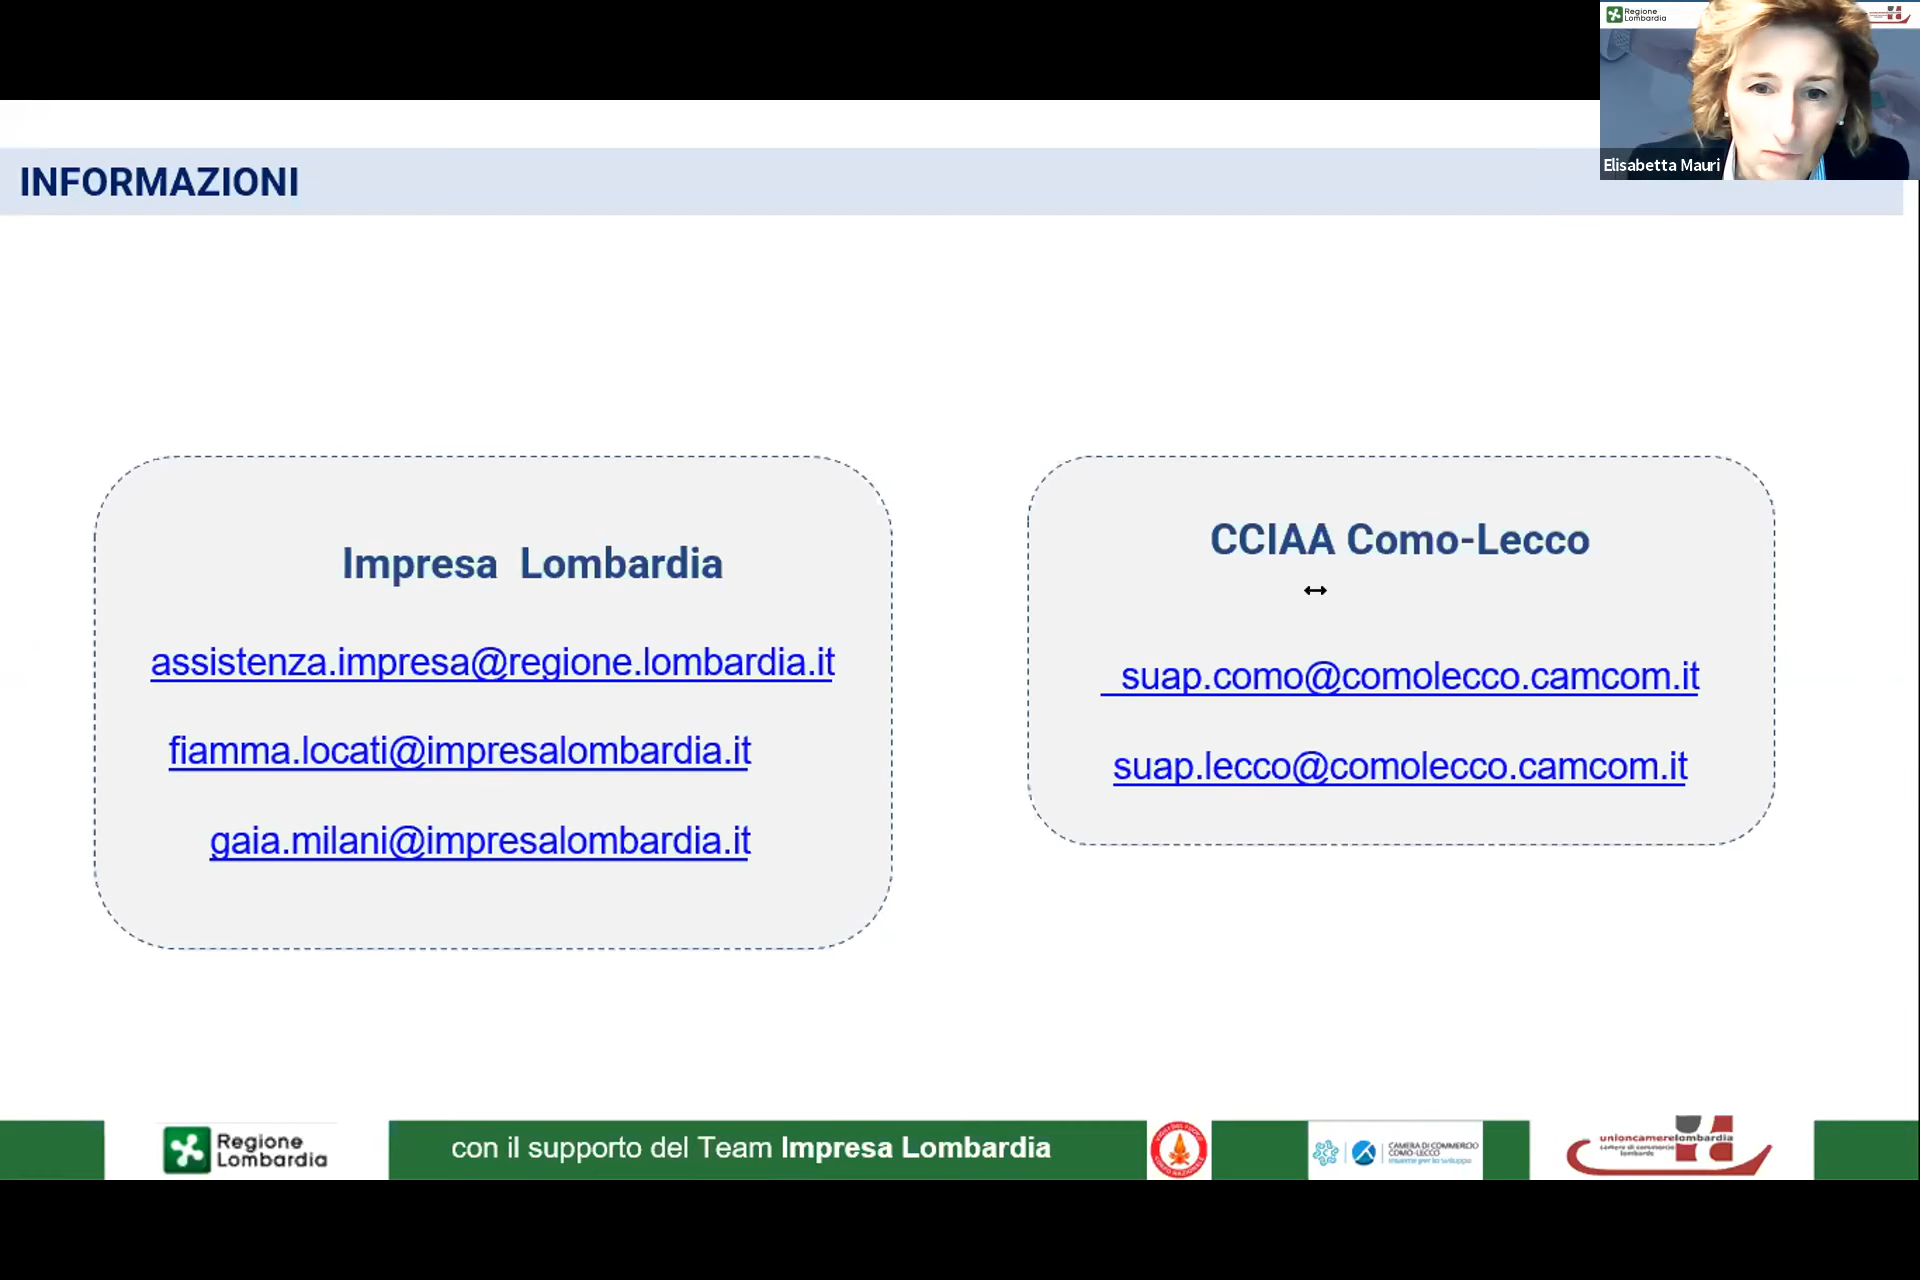 Regione
Lombardia
Elisabetta Mauri
INFORMAZIONI
Impresa Lombardia
assistenza.impresa@regione.lombardia.it
fiamma.locati@impresalombardia.it
gaia.milani@impresalombardia.it
CCIAA Como-Lecco
suap.como@comolecco.camcom.it
suap.lecco@comolecco.camcom.it
Regione
Lombardia
con il supporto del Team Impresa Lombardia
CAMERA DI COMMERCIO
COMO-LECCO
unioncamerelombardia